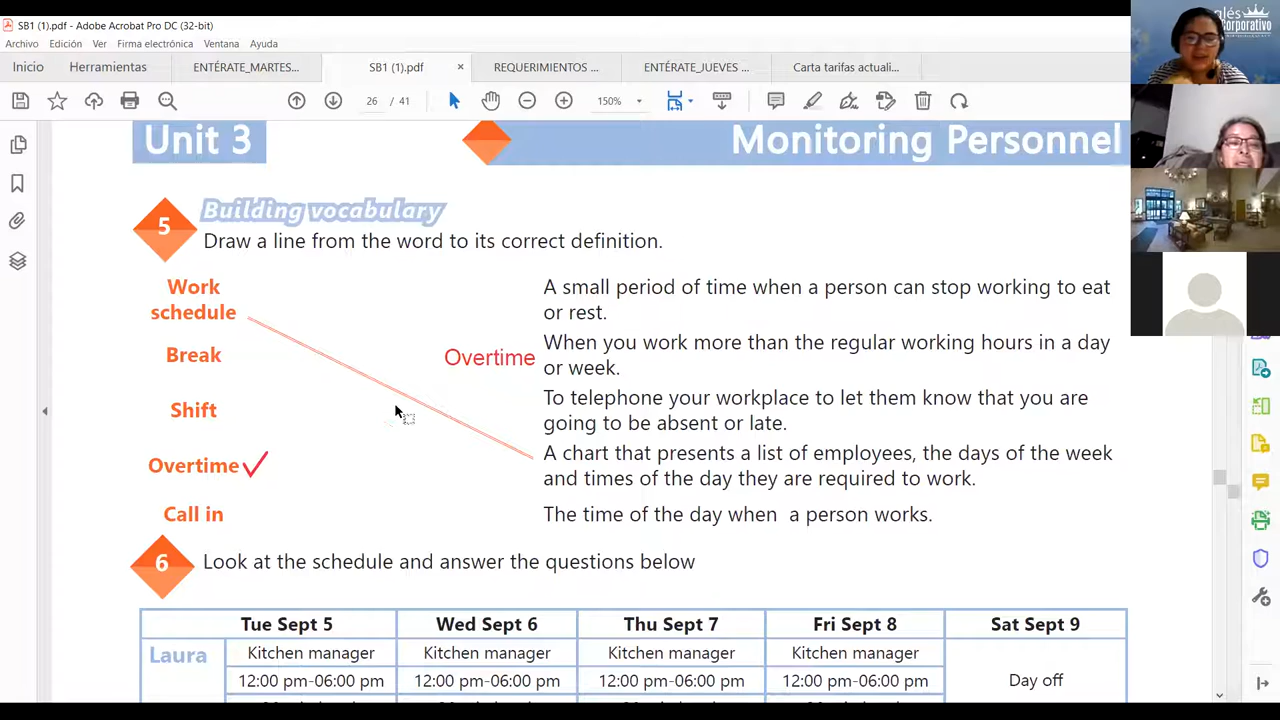 SB1 (1).pdf - Adobe Acrobat Pro DC (32-bit)
Archivo Edición Ver Firma electrónica Ventana Ayuda
Inicio Herramientas ENTÉRATE_MARTES... SB1 (1).pdf × REQUERIMIENTOS ... ENTÉRATE_JUEVES ... Carta tarifas actuali...
26 / 41 150%
Unit 3 Monitoring Personnel
5 Building vocabulary
Draw a line from the word to its correct definition.
Work schedule
Break
Shift
Overtime
Call in
Overtime
A small period of time when a person can stop working to eat
or rest.
When you work more than the regular working hours in a day
or week.
To telephone your workplace to let them know that you are
going to be absent or late.
A chart that presents a list of employees, the days of the week
and times of the day they are required to work.
The time of the day when a person works.
6 Look at the schedule and answer the questions below
Tue Sept 5 Wed Sept 6 Thu Sept 7 Fri Sept 8 Sat Sept 9
Laura Kitchen manager Kitchen manager Kitchen manager Kitchen manager
12:00 pm-06:00 pm 12:00 pm-06:00 pm 12:00 pm-06:00 pm 12:00 pm-06:00 pm Day off
glés
Corporativo